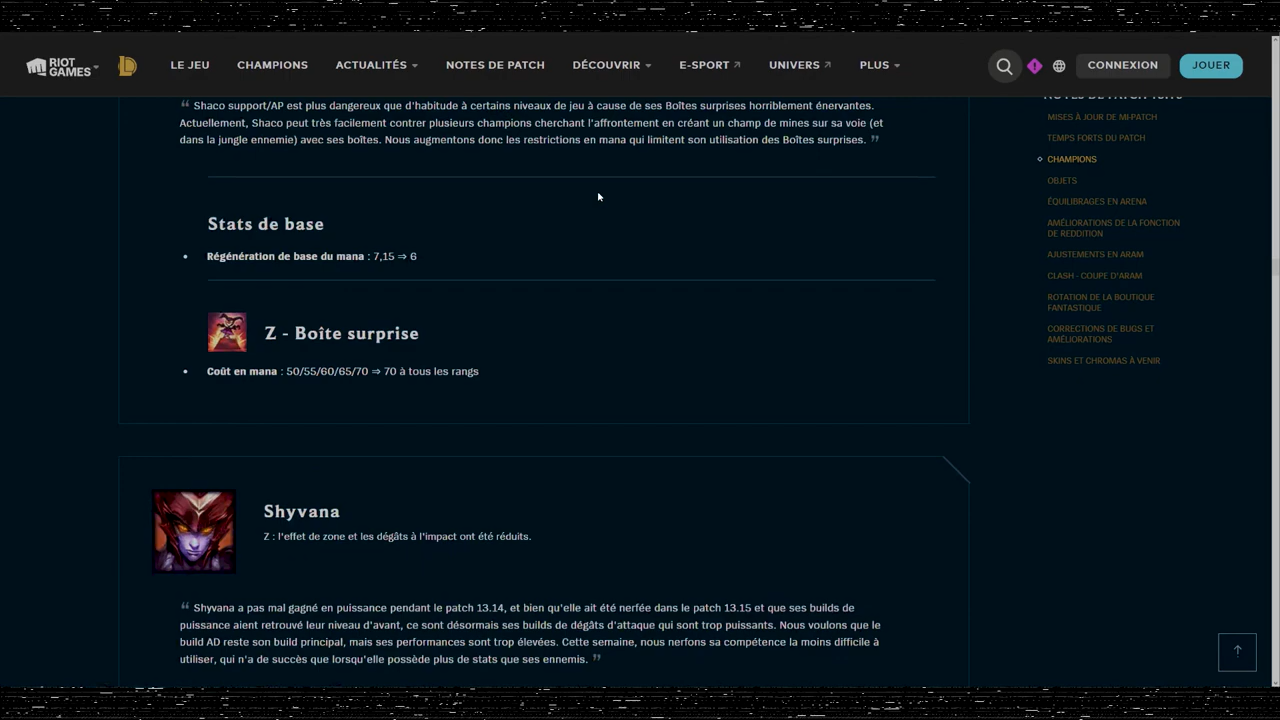 RIOT GAMES
LE JEU
CHAMPIONS
ACTUALITÉS
NOTES DE PATCH
DÉCOUVRIR
E-SPORT
UNIVERS
PLUS
CONNEXION
JOUER
❝ Shaco support/AP est plus dangereux que d'habitude à certains niveaux de jeu à cause de ses Boîtes surprises horriblement énervantes.
Actuellement, Shaco peut très facilement contrer plusieurs champions cherchant l'affrontement en créant un champ de mines sur sa voie (et
dans la jungle ennemie) avec ses boîtes. Nous augmentons donc les restrictions en mana qui limitent son utilisation des Boîtes surprises. ❞
Stats de base
• Régénération de base du mana : 7,15 ⇒ 6
Z - Boîte surprise
• Coût en mana : 50/55/60/65/70 ⇒ 70 à tous les rangs
Shyvana
Z : l'effet de zone et les dégâts à l'impact ont été réduits.
❝ Shyvana a pas mal gagné en puissance pendant le patch 13.14, et bien qu'elle ait été nerfée dans le patch 13.15 et que ses builds de
puissance aient retrouvé leur niveau d'avant, ce sont désormais ses builds de dégâts d'attaque qui sont trop puissants. Nous voulons que le
build AD reste son build principal, mais ses performances sont trop élevées. Cette semaine, nous nerfons sa compétence la moins difficile à
utiliser, qui n'a de succès que lorsqu'elle possède plus de stats que ses ennemis. ❞
MISES À JOUR DE MI-PATCH
TEMPS FORTS DU PATCH
CHAMPIONS
OBJETS
ÉQUILIBRAGES EN ARENA
AMÉLIORATIONS DE LA FONCTION
DE REDDITION
AJUSTEMENTS EN ARAM
CLASH - COUPE D'ARAM
ROTATION DE LA BOUTIQUE
FANTASTIQUE
CORRECTIONS DE BUGS ET
AMÉLIORATIONS
SKINS ET CHROMAS À VENIR